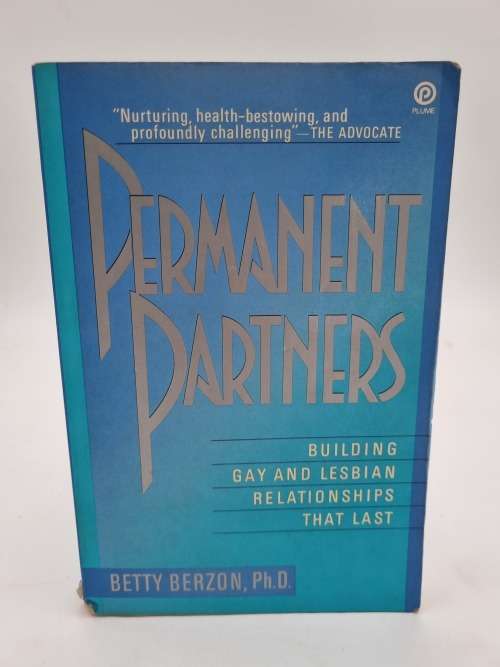 "Nurturing, health-bestowing, and
profoundly challenging"—THE ADVOCATE
P
PLUME
PERMANENT
PARTNERS
BUILDING
GAY AND LESBIAN
RELATIONSHIPS
THAT LAST
BETTY BERZON, Ph.D.